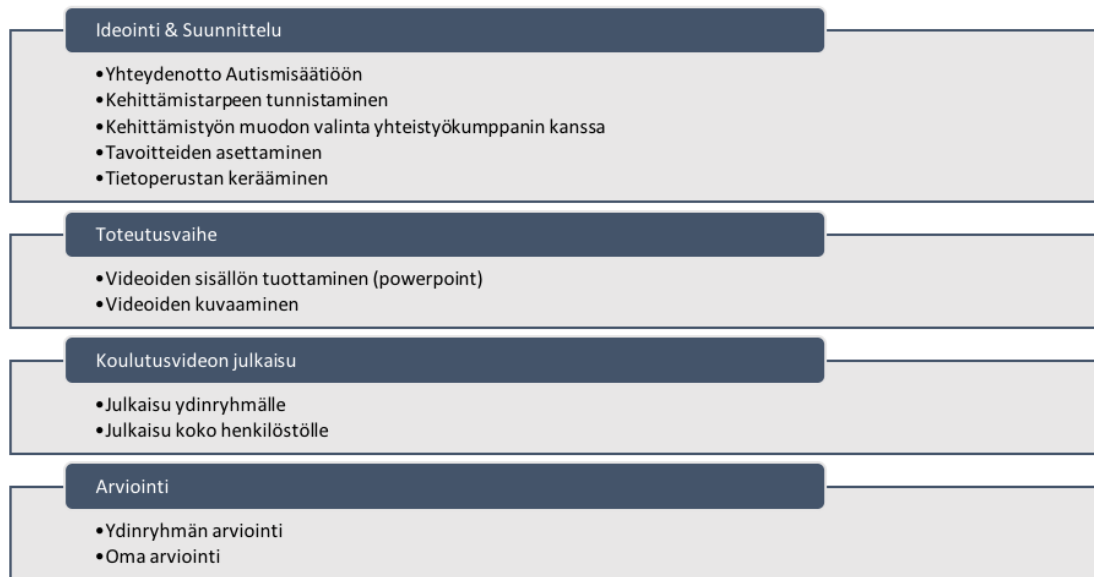 Ideointi & Suunnittelu
•Yhteydenotto Autismisäätiöön
•Kehittämistarpeen tunnistaminen
•Kehittämistyön muodon valinta yhteistyökumppanin kanssa
•Tavoitteiden asettaminen
•Tietoperustan kerääminen
Toteutusvaihe
•Videoiden sisällön tuottaminen (powerpoint)
•Videoiden kuvaaminen
Koulutusvideon julkaisu
•Julkaisu ydinryhmälle
•Julkaisu koko henkilöstölle
Arviointi
•Ydinryhmän arviointi
•Oma arviointi